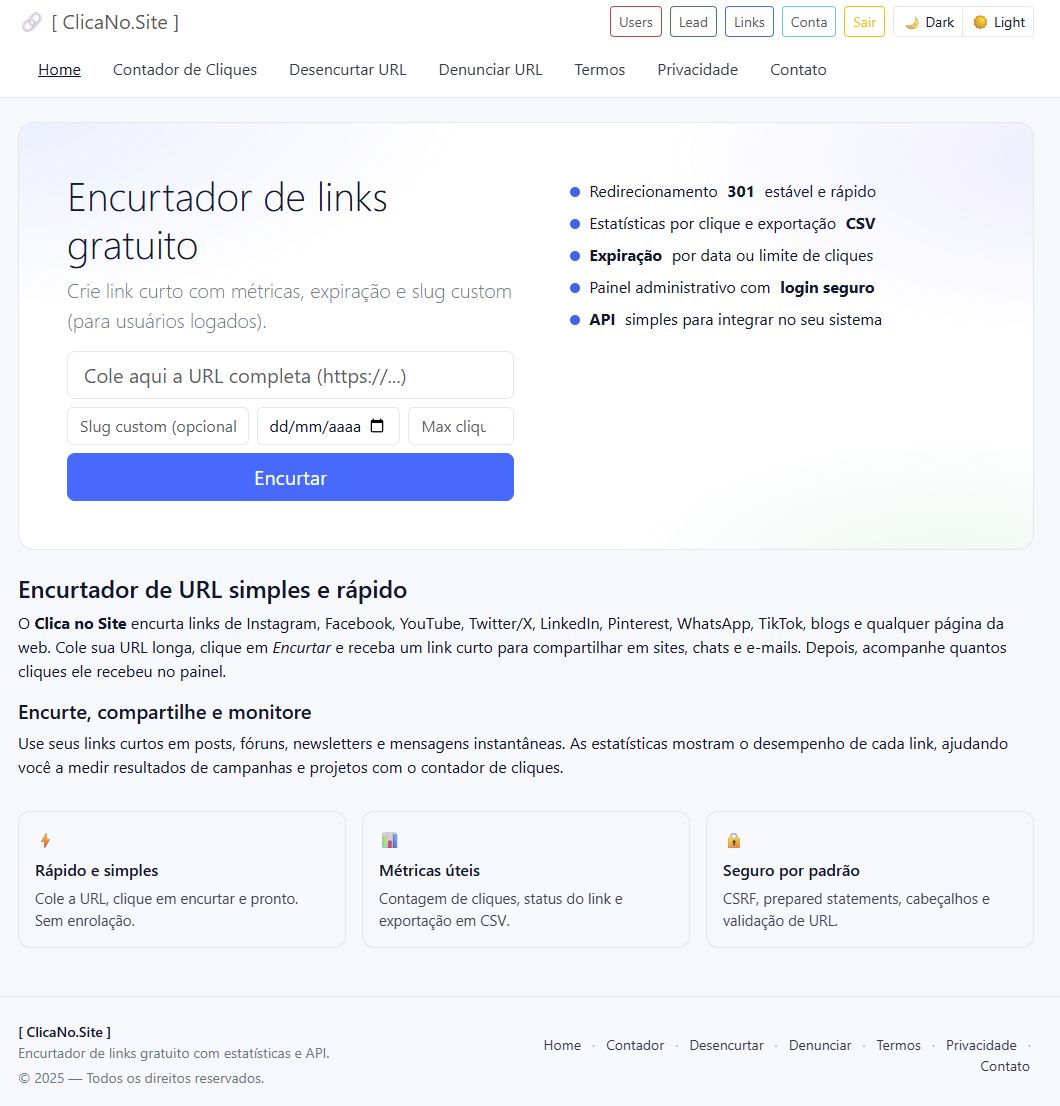 [ ClicaNo.Site ]
Users Lead Links Conta Sair Dark Light
Home Contador de Cliques Desencurtar URL Denunciar URL Termos Privacidade Contato
Encurtador de links
gratuito
Crie link curto com métricas, expiração e slug custom
(para usuários logados).
Cole aqui a URL completa (https://...)
Slug custom (opcional dd/mm/aaaa Max cliqu
Encurtar
Redirecionamento 301 estável e rápido
Estatísticas por clique e exportação CSV
Expiração por data ou limite de cliques
Painel administrativo com login seguro
API simples para integrar no seu sistema
Encurtador de URL simples e rápido
O Clica no Site encurta links de Instagram, Facebook, YouTube, Twitter/X, LinkedIn, Pinterest, WhatsApp, TikTok, blogs e qualquer página da
web. Cole sua URL longa, clique em Encurtar e receba um link curto para compartilhar em sites, chats e e-mails. Depois, acompanhe quantos
cliques ele recebeu no painel.
Encurte, compartilhe e monitore
Use seus links curtos em posts, fóruns, newsletters e mensagens instantâneas. As estatísticas mostram o desempenho de cada link, ajudando
você a medir resultados de campanhas e projetos com o contador de cliques.
Rápido e simples
Cole a URL, clique em encurtar e pronto.
Sem enrolação.
Métricas úteis
Contagem de cliques, status do link e
exportação em CSV.
Seguro por padrão
CSRF, prepared statements, cabeçalhos e
validação de URL.
[ ClicaNo.Site ]
Encurtador de links gratuito com estatísticas e API.
© 2025 — Todos os direitos reservados.
Home · Contador · Desencurtar · Denunciar · Termos · Privacidade ·
Contato